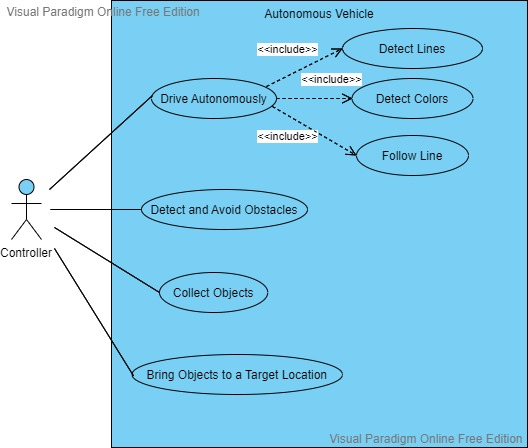 Visual Paradigm Online Free Edition
Autonomous Vehicle
<<include>>
Detect Lines
<<include>>
Drive Autonomously
Detect Colors
<<include>>
Follow Line
Detect and Avoid Obstacles
Controller
Collect Objects
Bring Objects to a Target Location
Visual Paradigm Online Free Edition